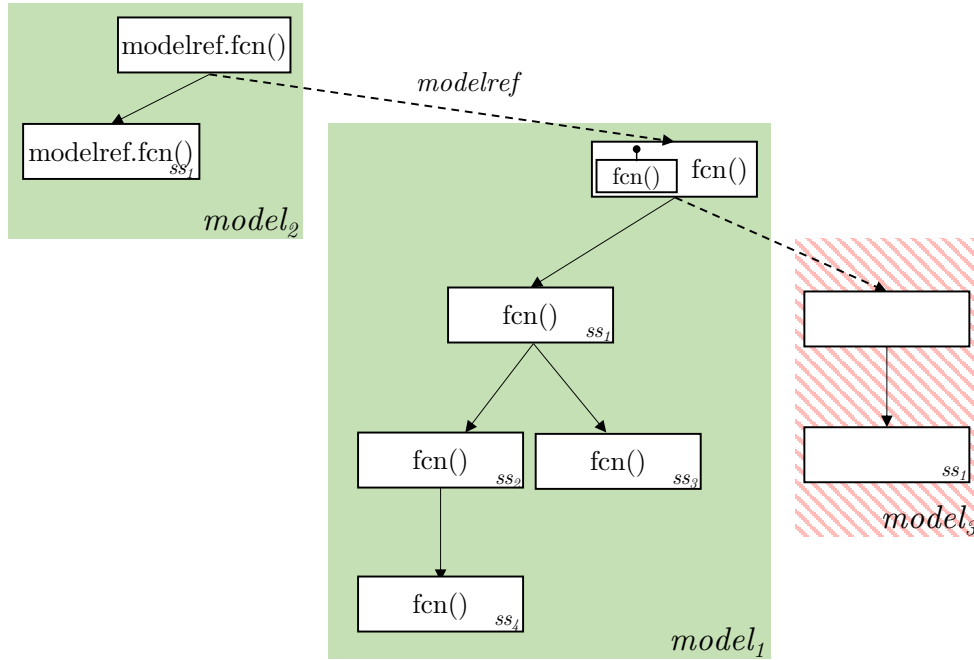 modelref.fcn()
modelref
modelref.fcn()
ss₁
fcn()
fcn()
model₂
fcn()
ss₁
fcn()
ss₂
fcn()
ss₃
ss₁
model₃
fcn()
ss₄
model₁